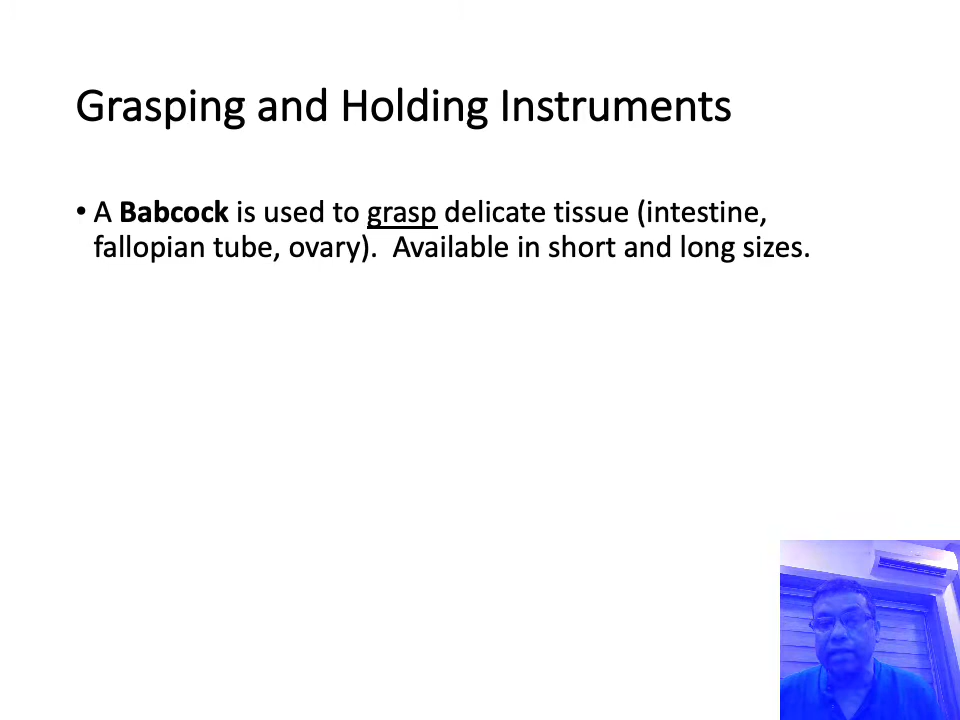 Grasping and Holding Instruments
• A Babcock is used to grasp delicate tissue (intestine,
fallopian tube, ovary).  Available in short and long sizes.